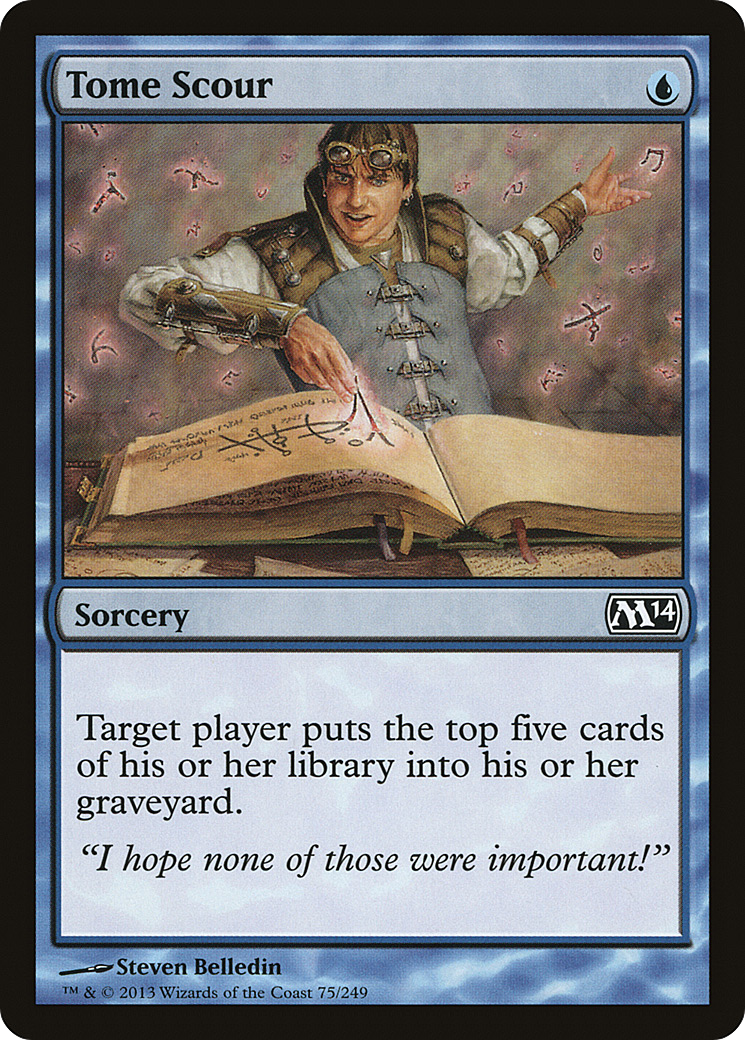 Tome Scour
Sorcery
M14
Target player puts the top five cards
of his or her library into his or her
graveyard.
“I hope none of those were important!”
Steven Belledin
™ & © 2013 Wizards of the Coast 75/249